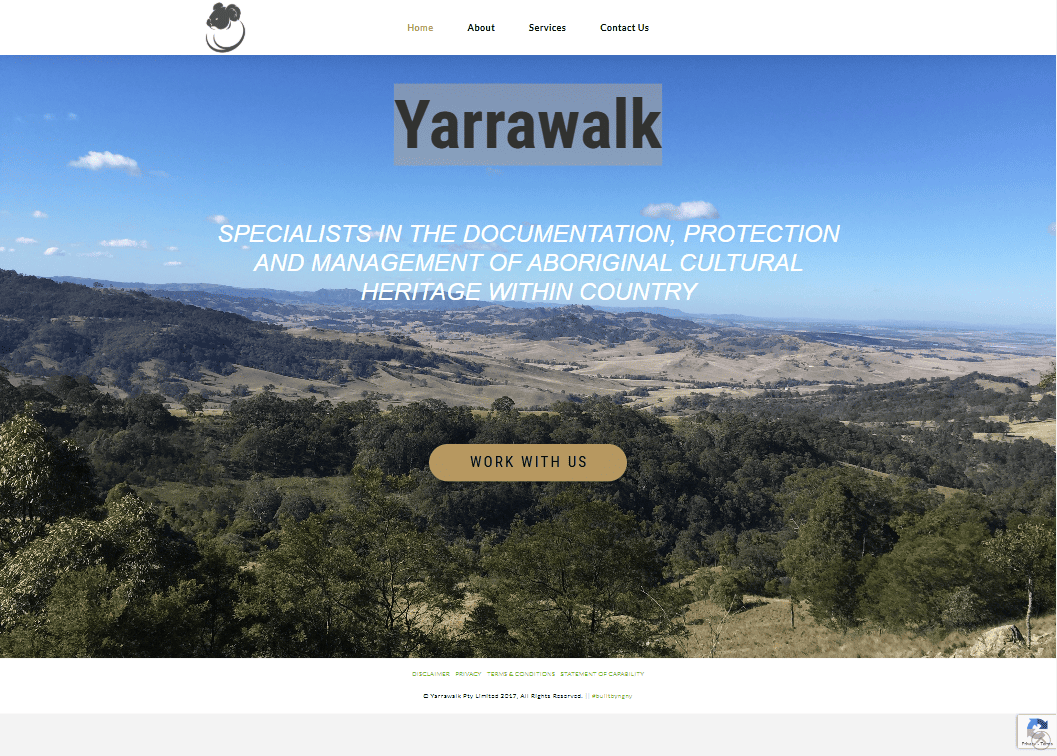 Home About Services Contact Us
Yarrawalk
SPECIALISTS IN THE DOCUMENTATION, PROTECTION
AND MANAGEMENT OF ABORIGINAL CULTURAL
HERITAGE WITHIN COUNTRY
WORK WITH US
DISCLAIMER PRIVACY TERMS & CONDITIONS STATEMENT OF CAPABILITY
© Yarrawalk Pty Limited 2017, All Rights Reserved. || #builtbynghy
Privacy - Terms